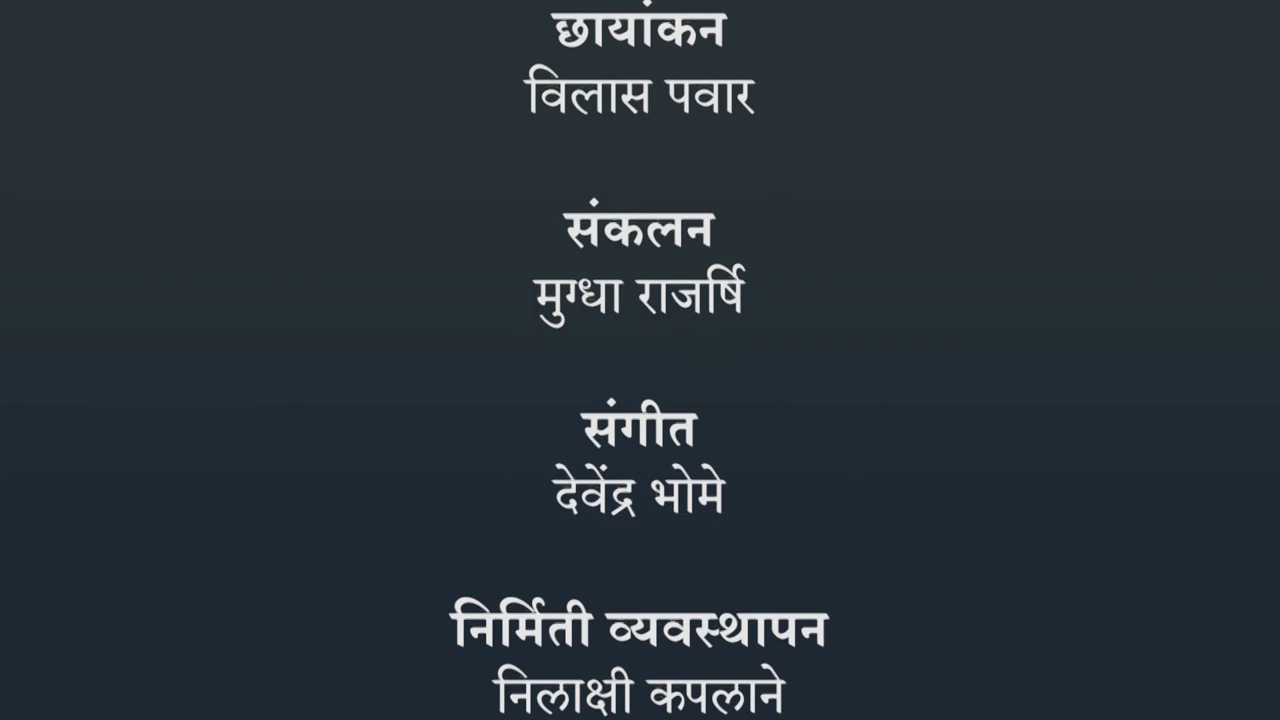 छायांकन
विलास पवार
संकलन
मुग्धा राजर्षि
संगीत
देवेंद्र भोमे
निर्मिती व्यवस्थापन
निलाक्षी कपलाने